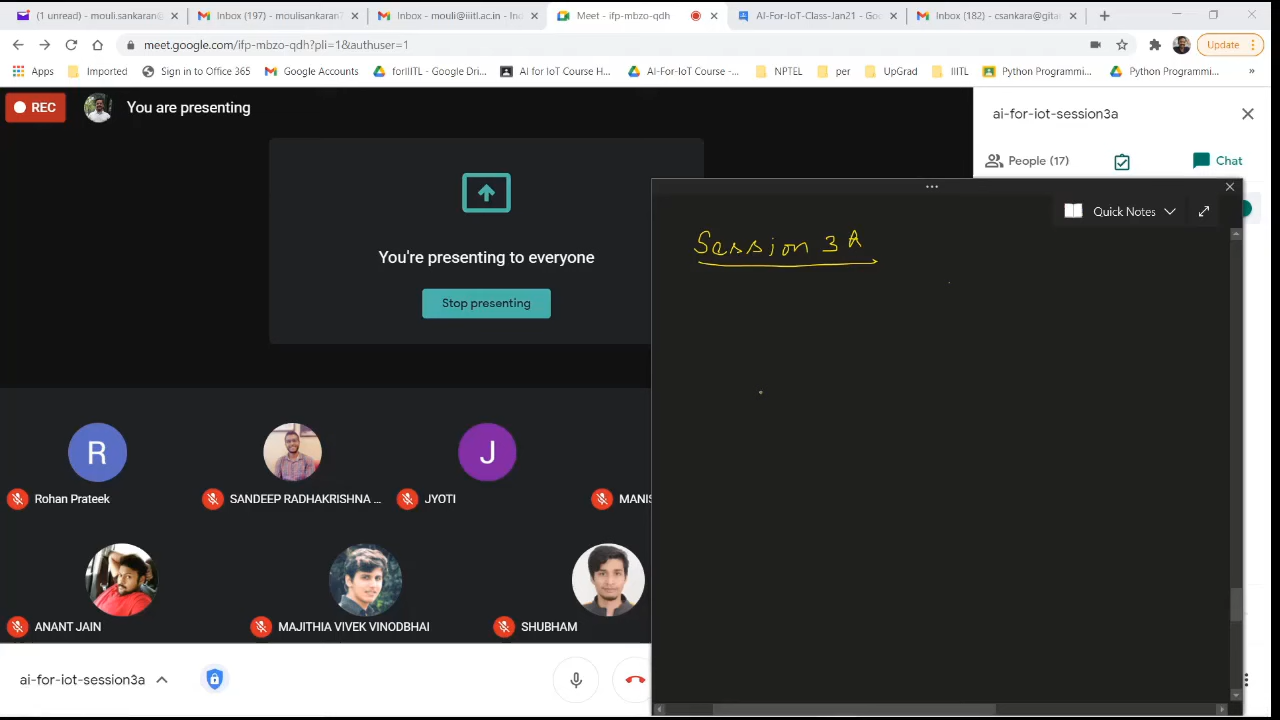 (1 unread) - mouli.sankaran@
Inbox (197) - moulisankaran
Inbox - mouli@iiitl.ac.in - Ind
Meet - ifp-mbzo-qdh
AI-For-IoT-Class-Jan21 - Goo
Inbox (182) - csankara@gita
meet.google.com/ifp-mbzo-qdh?pli=1&authuser=1
Update
Apps
Imported
Sign in to Office 365
Google Accounts
forIIITL - Google Dri...
AI for IoT Course H...
AI-For-IoT Course -...
NPTEL
per
UpGrad
IIITL
Python Programmi...
Python Programmi...
»
REC
You are presenting
ai-for-iot-session3a
People (17)
Chat
Quick Notes
Session 3A
You're presenting to everyone
Stop presenting
R
J
Rohan Prateek
SANDEEP RADHAKRISHNA ...
JYOTI
MANIS
ANANT JAIN
MAJITHIA VIVEK VINODBHAI
SHUBHAM
ai-for-iot-session3a